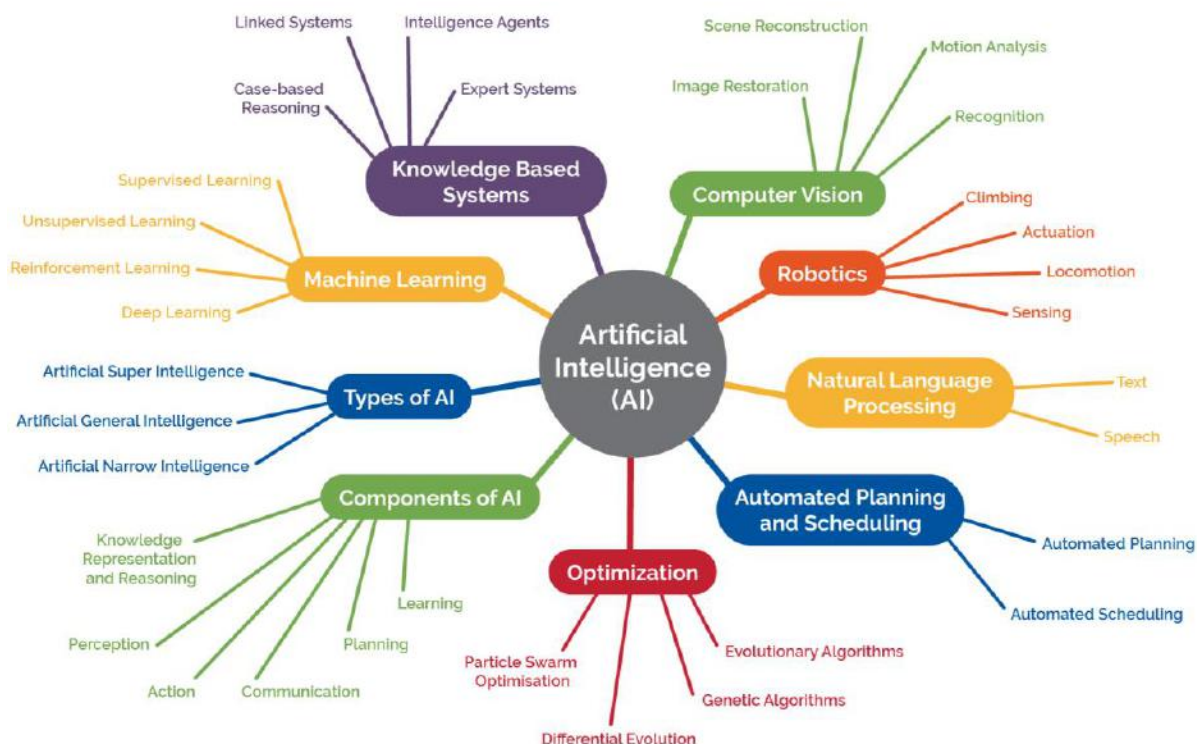 Linked Systems
Intelligence Agents
Case-based
Reasoning
Expert Systems
Knowledge Based
Systems
Scene Reconstruction
Motion Analysis
Image Restoration
Recognition
Computer Vision
Supervised Learning
Unsupervised Learning
Reinforcement Learning
Deep Learning
Machine Learning
Climbing
Actuation
Locomotion
Sensing
Robotics
Artificial
Intelligence
(AI)
Artificial Super Intelligence
Artificial General Intelligence
Artificial Narrow Intelligence
Types of AI
Natural Language
Processing
Text
Speech
Components of AI
Knowledge
Representation
and Reasoning
Perception
Action
Communication
Planning
Learning
Optimization
Particle Swarm
Optimisation
Differential Evolution
Genetic Algorithms
Evolutionary Algorithms
Automated Planning
and Scheduling
Automated Planning
Automated Scheduling